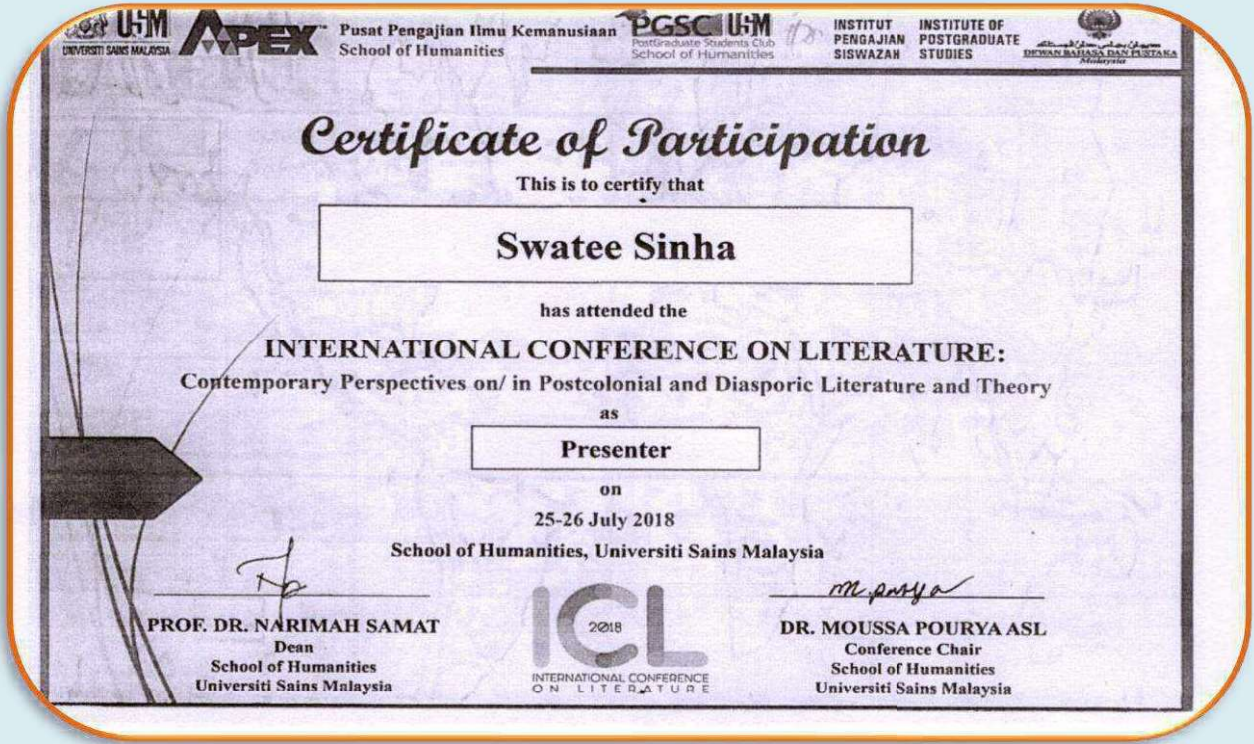 USM
UNIVERSITI SAINS MALAYSIA
APEX™
Pusat Pengajian Ilmu Kemanusiaan
School of Humanities
PGSC USM
PostGraduate Students Club
School of Humanities
INSTITUT
PENGAJIAN
SISWAZAH
INSTITUTE OF
POSTGRADUATE
STUDIES
DEWAN BAHASA DAN PUSTAKA
Malaysia
Certificate of Participation
This is to certify that
Swatee Sinha
has attended the
INTERNATIONAL CONFERENCE ON LITERATURE:
Contemporary Perspectives on/ in Postcolonial and Diasporic Literature and Theory
as
Presenter
on
25-26 July 2018
School of Humanities, Universiti Sains Malaysia
PROF. DR. NARIMAH SAMAT
Dean
School of Humanities
Universiti Sains Malaysia
ICL
2018
INTERNATIONAL CONFERENCE
ON LITERATURE
DR. MOUSSA POURYA ASL
Conference Chair
School of Humanities
Universiti Sains Malaysia